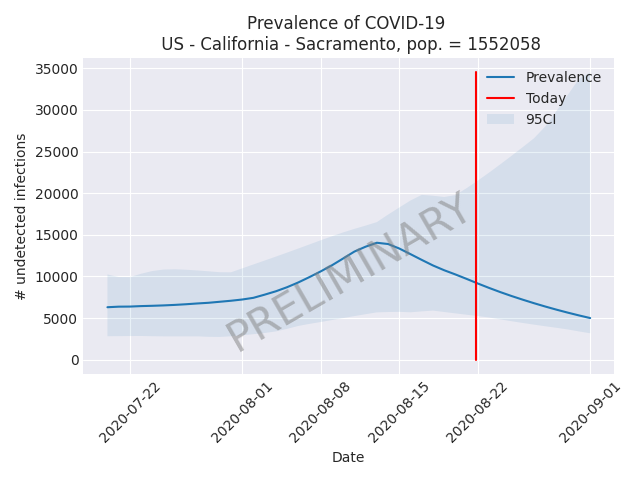 Prevalence of COVID-19
US - California - Sacramento, pop. = 1552058
# undetected infections
35000
30000
25000
20000
15000
10000
5000
0
Prevalence
Today
95CI
PRELIMINARY
2020-07-22
2020-08-01
2020-08-08
2020-08-15
2020-08-22
2020-09-01
Date